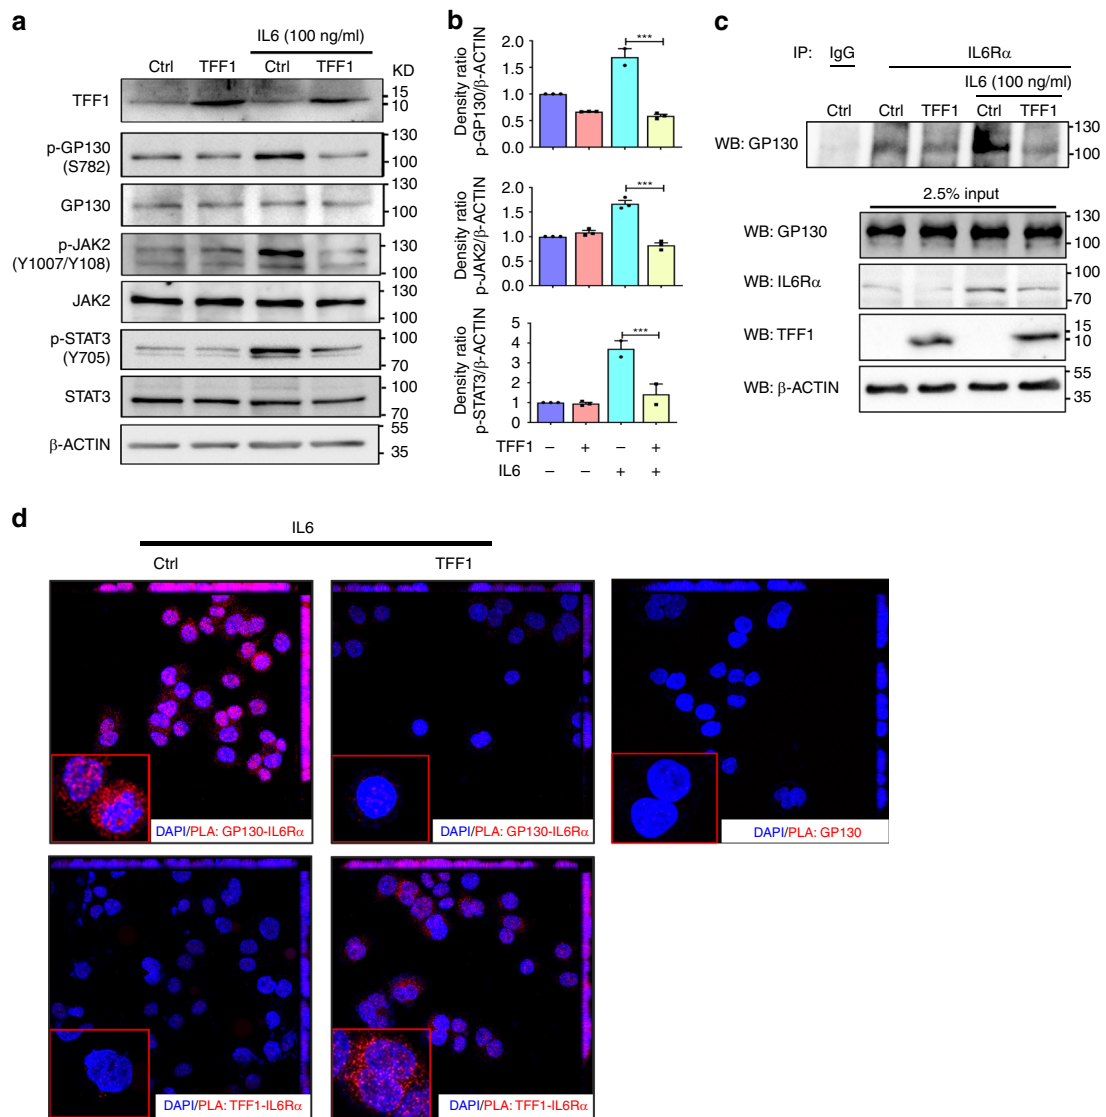 a
IL6 (100 ng/ml)
Ctrl TFF1 Ctrl TFF1 KD
TFF1
15
10
p-GP130
(S782)
130
100
GP130
130
100
p-JAK2
(Y1007/Y108)
130
100
JAK2
130
100
p-STAT3
(Y705)
100
70
STAT3
100
70
β-ACTIN
55
35
b
Density ratio
p-GP130/β-ACTIN
2.0
1.5
1.0
0.5
0.0
***
Density ratio
p-JAK2/β-ACTIN
2.0
1.5
1.0
0.5
0.0
***
Density ratio
p-STAT3/β-ACTIN
5
4
3
2
1
0
***
TFF1 – + – +
IL6 – – + +
c
IP: IgG IL6Rα
IL6 (100 ng/ml)
Ctrl Ctrl TFF1 Ctrl TFF1
WB: GP130
130
100
2.5% input
WB: GP130
130
100
WB: IL6Rα
100
70
WB: TFF1
15
10
WB: β-ACTIN
55
35
d
IL6
Ctrl TFF1
DAPI/PLA: GP130-IL6Rα
DAPI/PLA: GP130-IL6Rα
DAPI/PLA: GP130
DAPI/PLA: TFF1-IL6Rα
DAPI/PLA: TFF1-IL6Rα